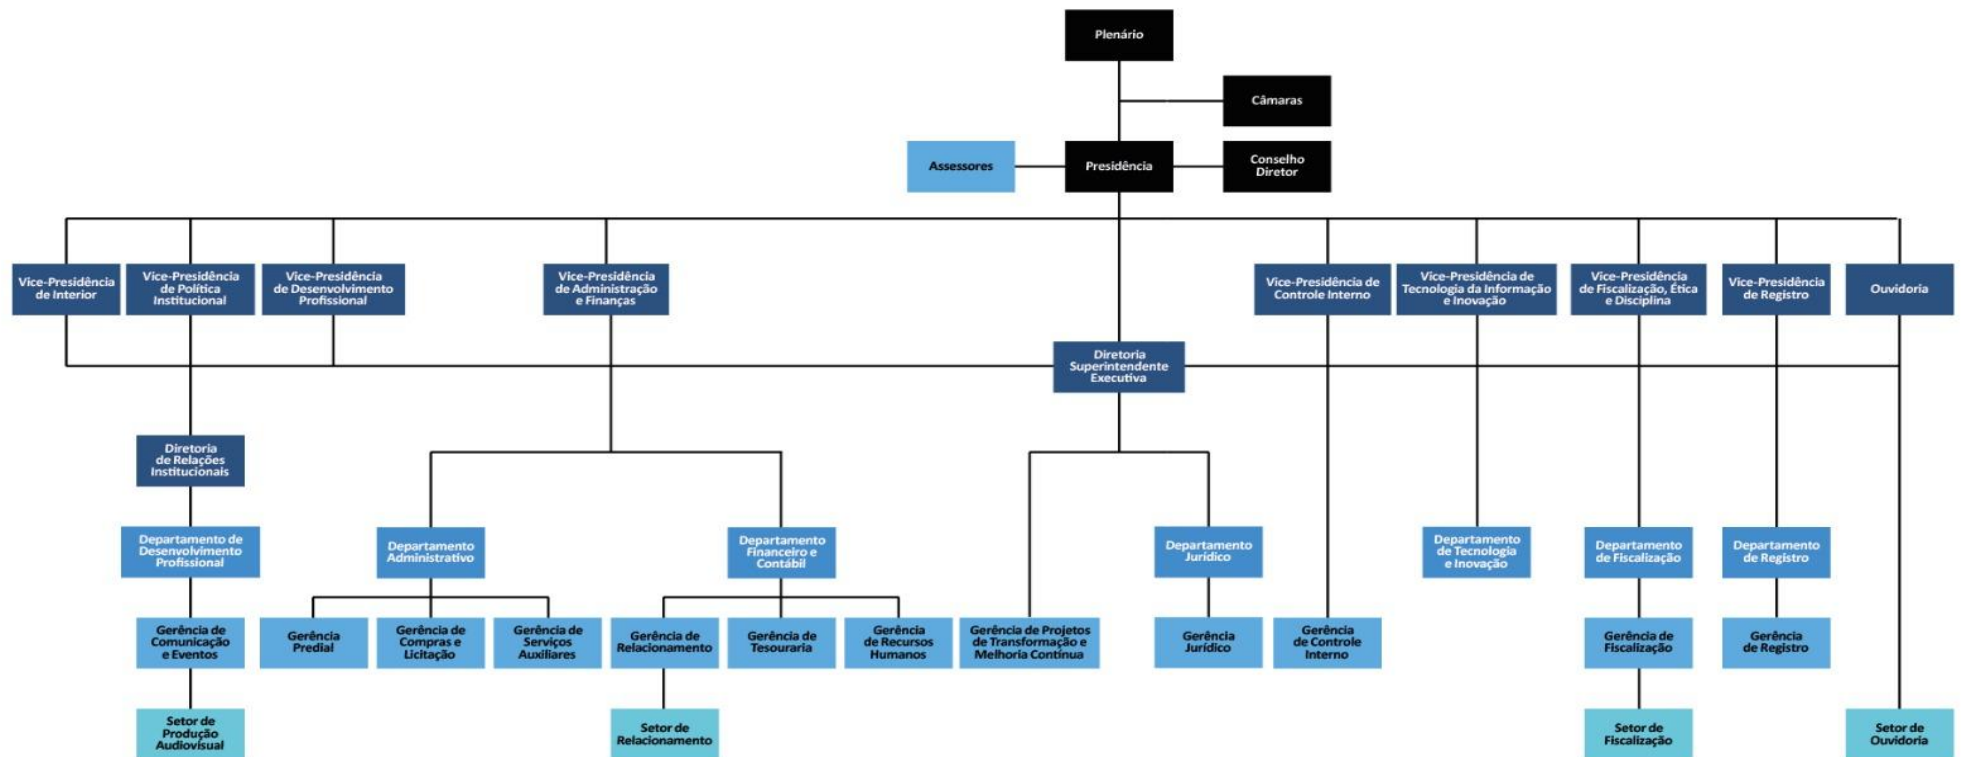 Plenário
Câmaras
Assessores
Presidência
Conselho
Diretor
Vice-Presidência
de Interior
Vice-Presidência
de Política
Institucional
Vice-Presidência
de Desenvolvimento
Profissional
Vice-Presidência
de Administração
e Finanças
Vice-Presidência de
Controle Interno
Vice-Presidência de
Tecnologia da Informação
e Inovação
Vice-Presidência
de Fiscalização, Ética
e Disciplina
Vice-Presidência
de Registro
Ouvidoria
Diretoria
Superintendente
Executiva
Diretoria
de Relações
Institucionais
Departamento de
Desenvolvimento
Profissional
Departamento
Administrativo
Departamento
Financeiro e
Contábil
Departamento
Jurídico
Departamento
de Tecnologia
e Inovação
Departamento
de Fiscalização
Departamento
de Registro
Gerência de
Comunicação
e Eventos
Gerência
Predial
Gerência de
Compras e
Licitação
Gerência de
Serviços
Auxiliares
Gerência de
Relacionamento
Gerência de
Tesouraria
Gerência
de Recursos
Humanos
Gerência de Projetos
de Transformação e
Melhoria Contínua
Gerência
Jurídico
Gerência
de Controle
Interno
Gerência de
Fiscalização
Gerência
de Registro
Setor de
Produção
Audiovisual
Setor de
Relacionamento
Setor de
Fiscalização
Setor de
Ouvidoria